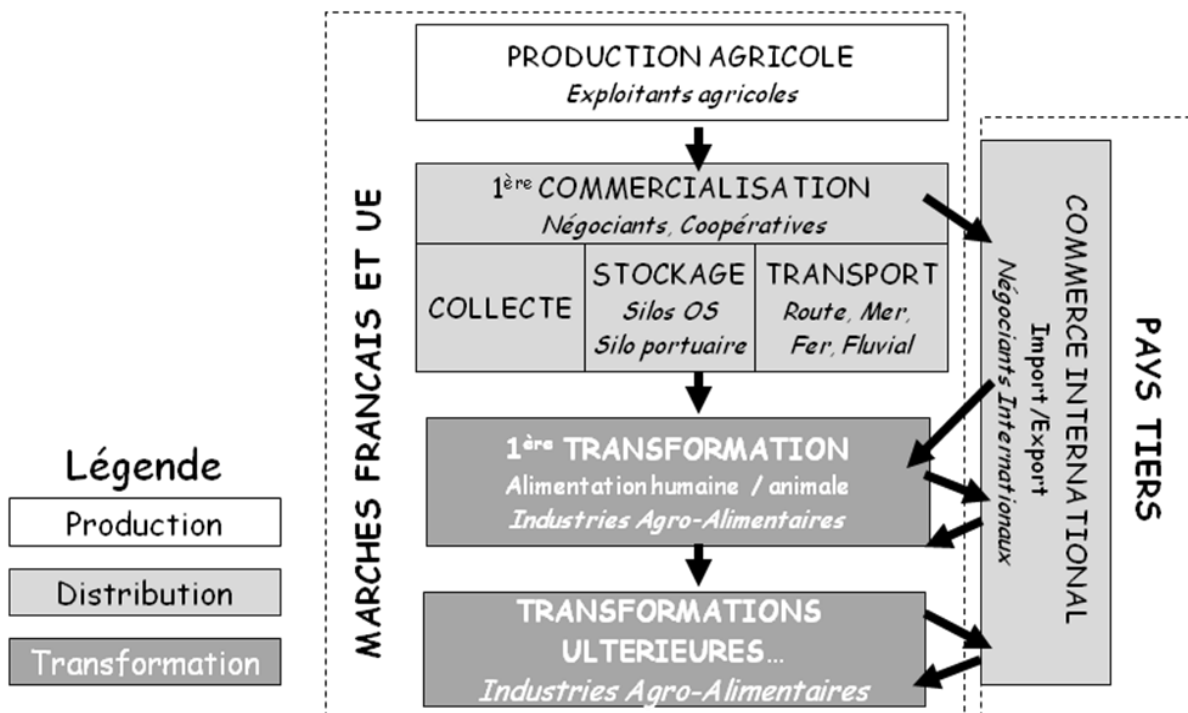 PRODUCTION AGRICOLE
Exploitants agricoles
1ère COMMERCIALISATION
Négociants, Coopératives
COLLECTE
STOCKAGE
Silos OS
Silo portuaire
TRANSPORT
Route, Mer,
Fer, Fluvial
1ère TRANSFORMATION
Alimentation humaine / animale
Industries Agro-Alimentaires
TRANSFORMATIONS
ULTERIEURES...
Industries Agro-Alimentaires
MARCHES FRANCAIS ET UE
COMMERCE INTERNATIONAL
Import/Export
Négociants Internationaux
PAYS TIERS
Légende
Production
Distribution
Transformation